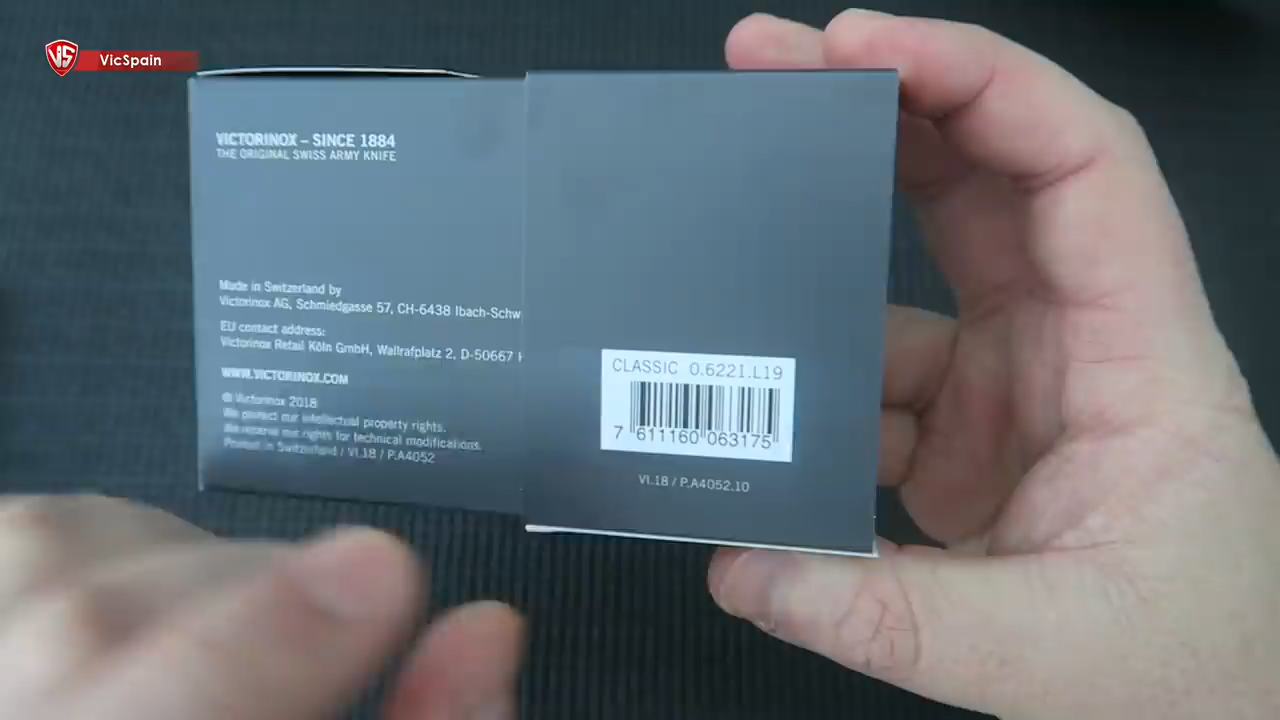 VS
VicSpain
VICTORINOX – SINCE 1884
THE ORIGINAL SWISS ARMY KNIFE
Made in Switzerland by
Victorinox AG, Schmiedgasse 57, CH-6438 Ibach-Schw
EU contact address:
Victorinox Retail Köln GmbH, Wallrafplatz 2, D-50667
WWW.VICTORINOX.COM
© Victorinox 2018
We protect our intellectual property rights.
We reserve our rights for technical modifications.
Printed in Switzerland / VI.18 / P.A4052
CLASSIC 0.6221.L19
7 611160 063175
VI.18 / P.A4052.10